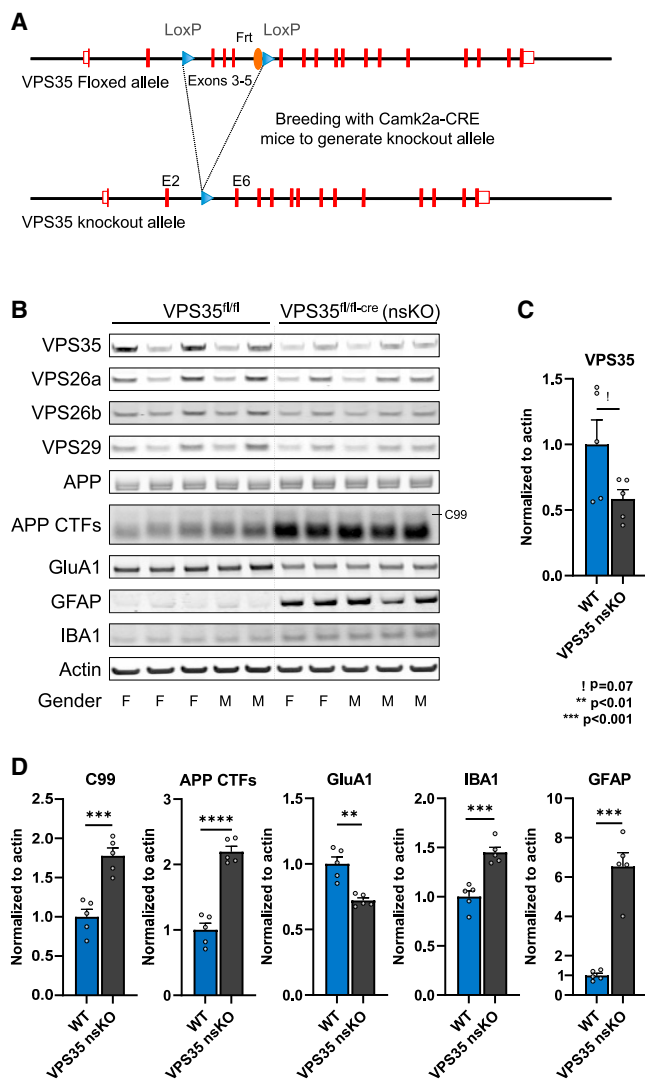 A
LoxP
Frt
LoxP
VPS35 Floxed allele
Exons 3-5
Breeding with Camk2a-CRE
mice to generate knockout allele
E2
E6
VPS35 knockout allele
B
VPS35fl/fl
VPS35fl/fl-cre (nsKO)
VPS35
VPS26a
VPS26b
VPS29
APP
APP CTFs
C99
GluA1
GFAP
IBA1
Actin
Gender F F F M M F F M M M
C
VPS35
Normalized to actin
1.5
1.0
0.5
0.0
!
WT
VPS35 nsKO
! p=0.07
** p<0.01
*** p<0.001
D
C99
Normalized to actin
2.5
2.0
1.5
1.0
0.5
0.0
***
WT
VPS35 nsKO
APP CTFs
Normalized to actin
3
2
1
0
****
WT
VPS35 nsKO
GluA1
Normalized to actin
1.5
1.0
0.5
0.0
**
WT
VPS35 nsKO
IBA1
Normalized to actin
2.0
1.5
1.0
0.5
0.0
***
WT
VPS35 nsKO
GFAP
Normalized to actin
10
8
6
4
2
1
0
***
WT
VPS35 nsKO